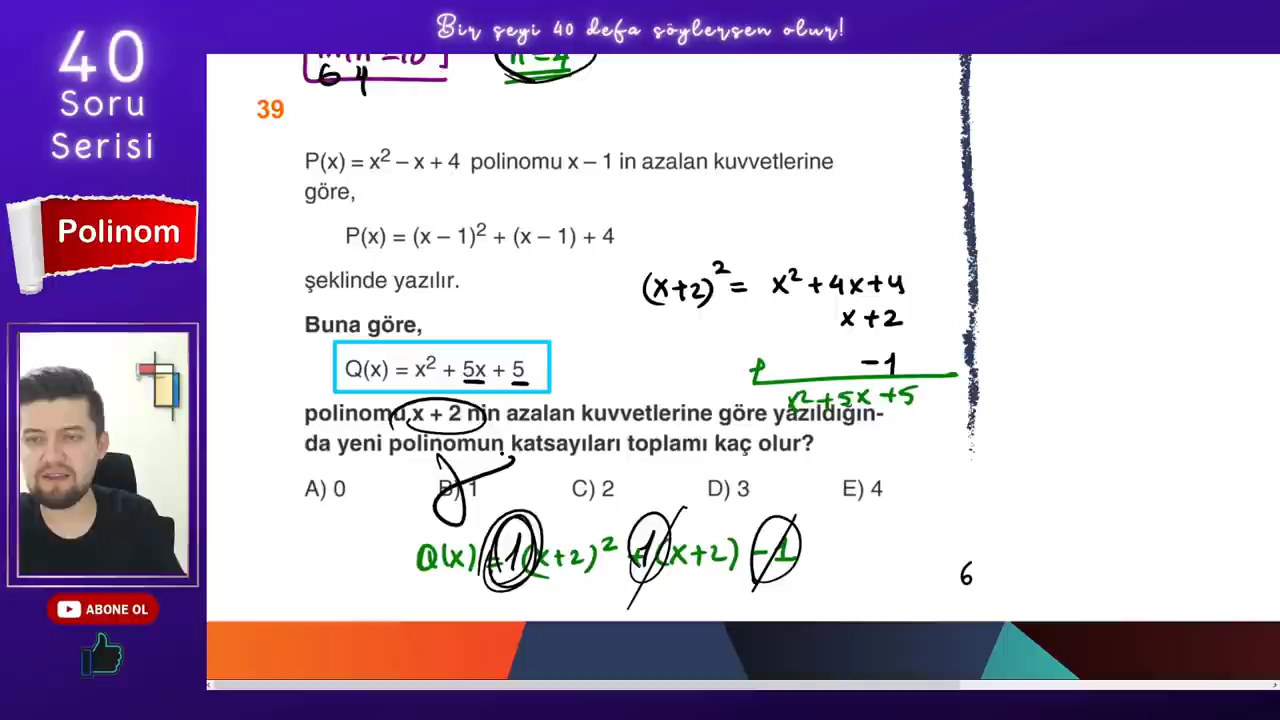 Bir şeyi 40 defa söylersen olur!
40
Soru
Serisi
Polinom
ABONE OL
6 4
n = 4
39
P(x) = x² – x + 4 polinomu x – 1 in azalan kuvvetlerine
göre,
P(x) = (x – 1)² + (x – 1) + 4
şeklinde yazılır.
(x+2)² = x² + 4x + 4
x + 2
– 1
+
x² + 5x + 5
Buna göre,
Q(x) = x² + 5x + 5
polinomu x + 2 nin azalan kuvvetlerine göre yazıldığın-
da yeni polinomun katsayıları toplamı kaç olur?
A) 0 B) 1 C) 2 D) 3 E) 4
Q(x) = 1(x+2)² + 1(x+2) – 1
6